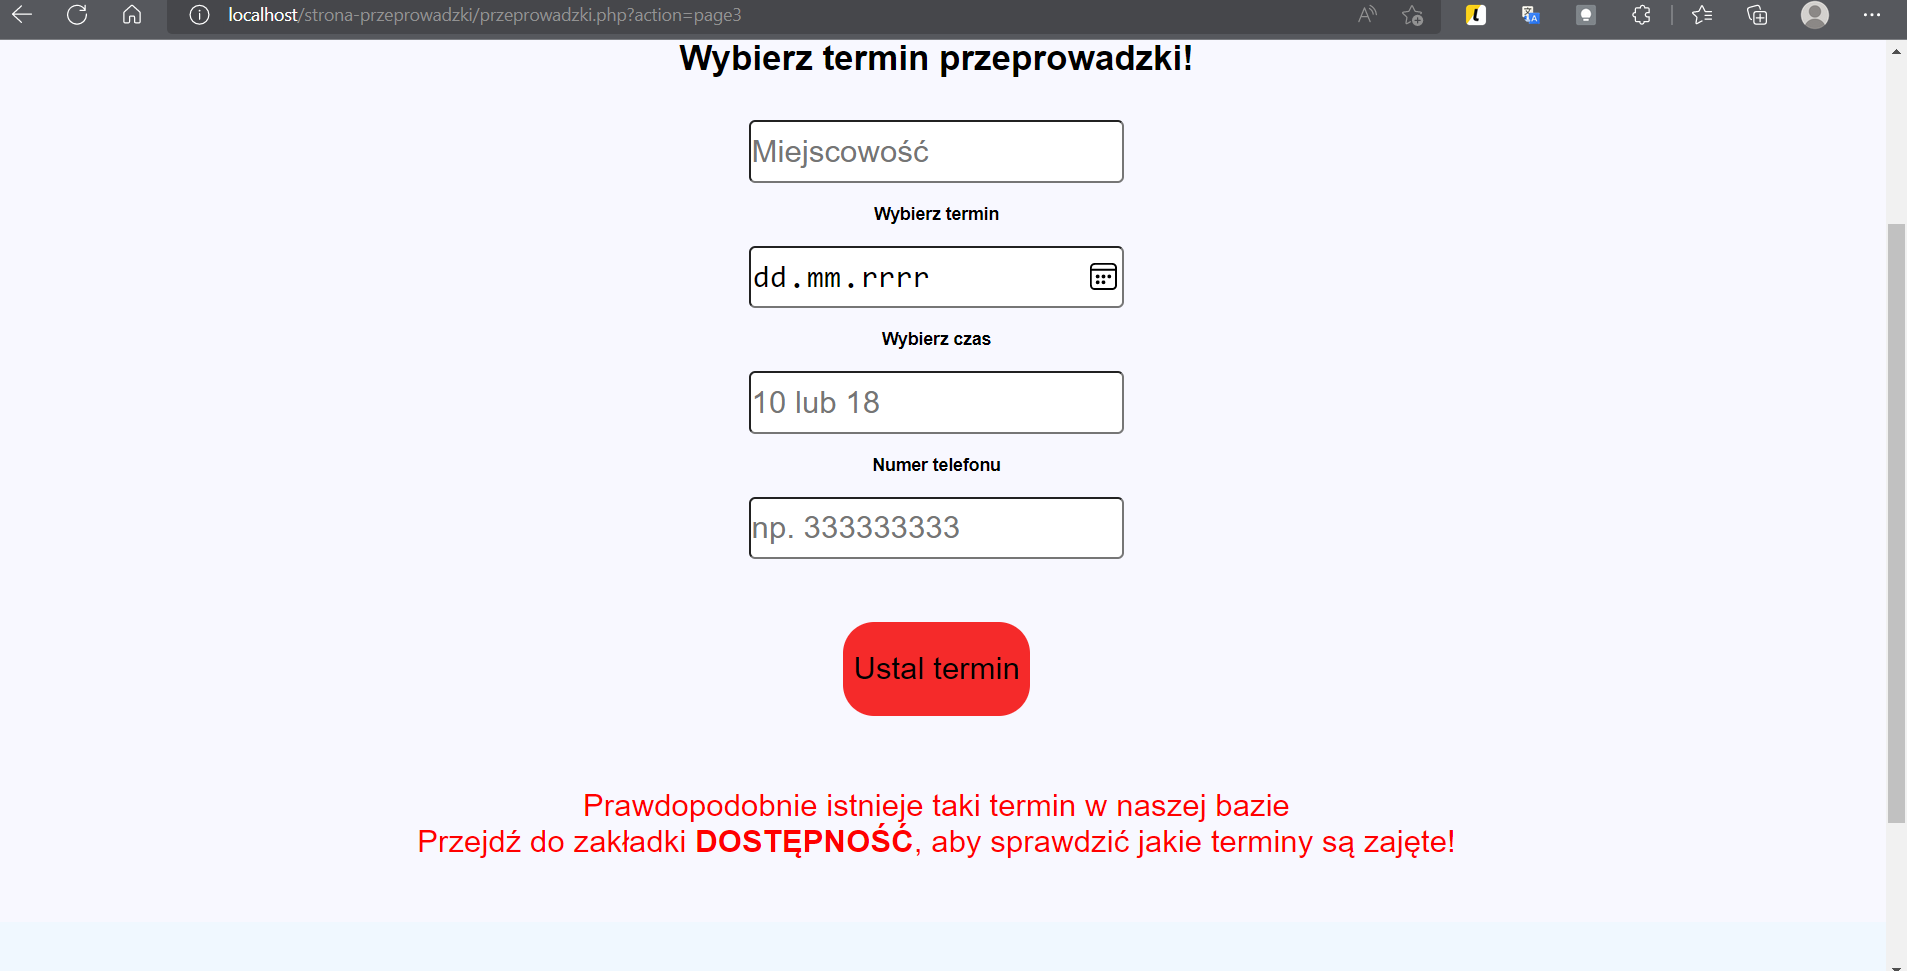 localhost/strona-przeprowadzki/przeprowadzki.php?action=page3
Wybierz termin przeprowadzki!
Miejscowość
Wybierz termin
dd.mm.rrrr
Wybierz czas
10 lub 18
Numer telefonu
np. 333333333
Ustal termin
Prawdopodobnie istnieje taki termin w naszej bazie
Przejdź do zakładki DOSTĘPNOŚĆ, aby sprawdzić jakie terminy są zajęte!